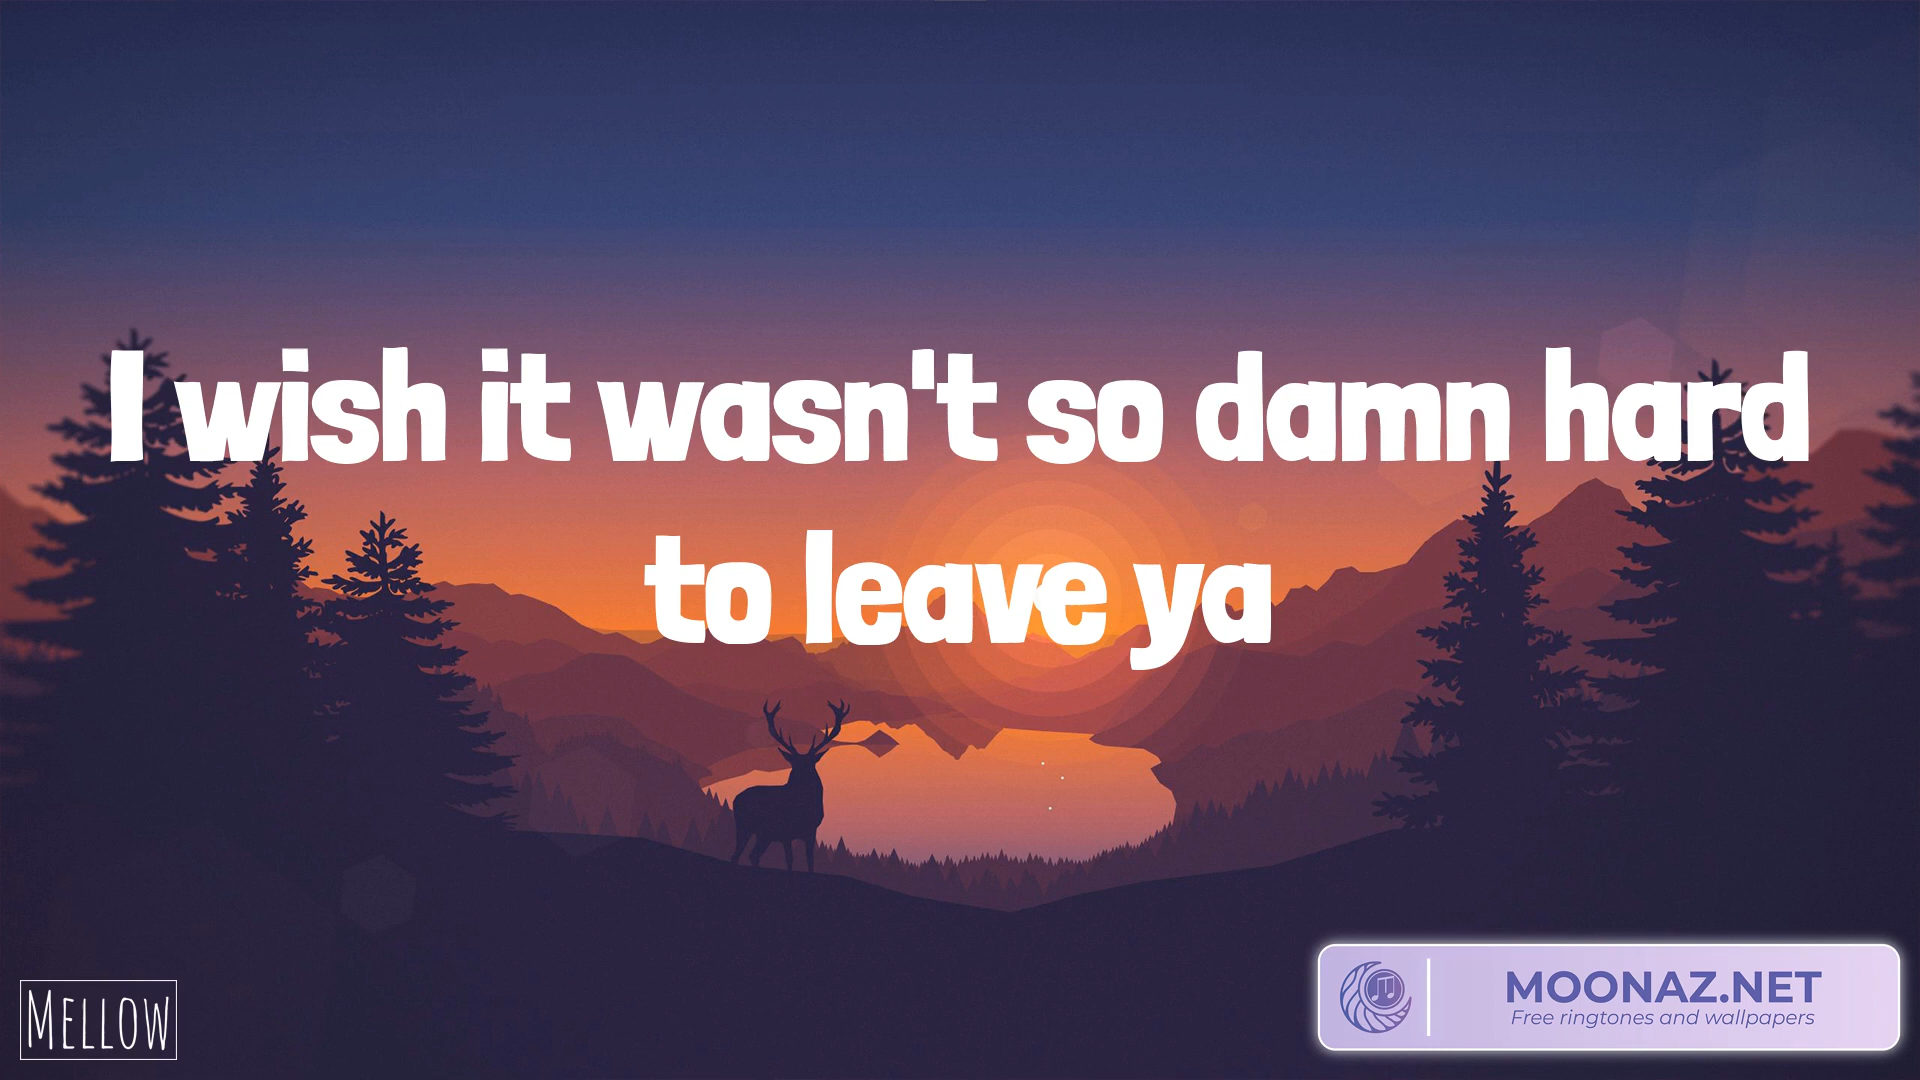 I wish it wasn't so damn hard
to leave ya
MELLOW
MOONAZ.NET
Free ringtones and wallpapers